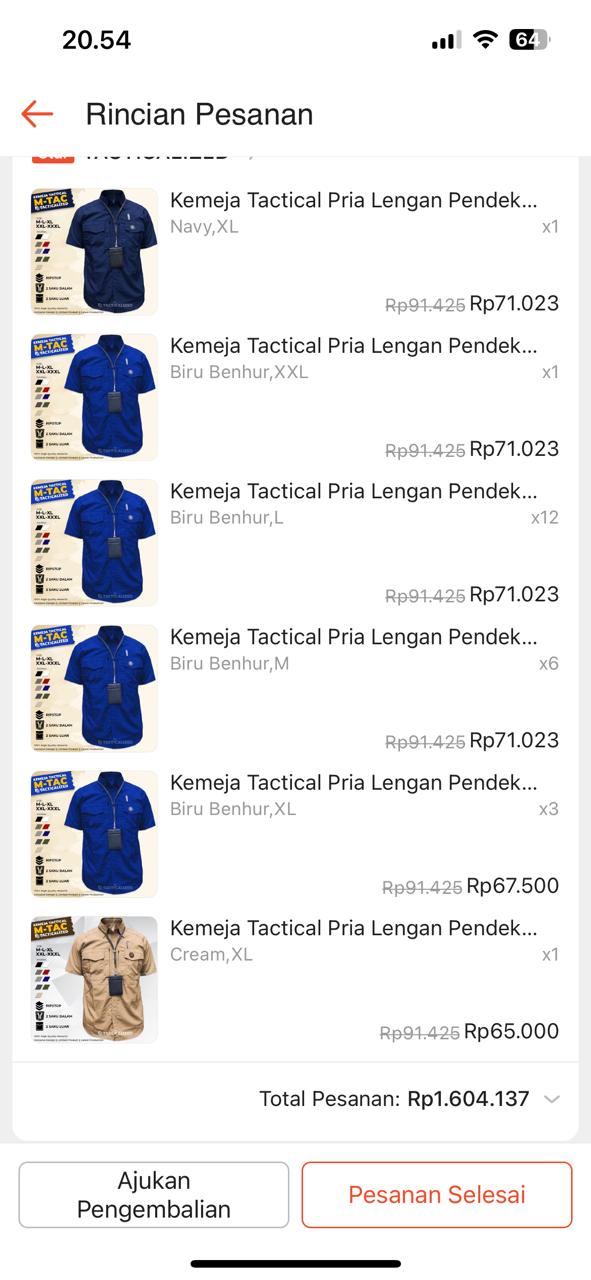 20.54
64
Rincian Pesanan
Kemeja Tactical Pria Lengan Pendek...
Navy,XL
x1
Rp91.425 Rp71.023
Kemeja Tactical Pria Lengan Pendek...
Biru Benhur,XXL
x1
Rp91.425 Rp71.023
Kemeja Tactical Pria Lengan Pendek...
Biru Benhur,L
x12
Rp91.425 Rp71.023
Kemeja Tactical Pria Lengan Pendek...
Biru Benhur,M
x6
Rp91.425 Rp71.023
Kemeja Tactical Pria Lengan Pendek...
Biru Benhur,XL
x3
Rp91.425 Rp67.500
Kemeja Tactical Pria Lengan Pendek...
Cream,XL
x1
Rp91.425 Rp65.000
Total Pesanan: Rp1.604.137
Ajukan
Pengembalian
Pesanan Selesai